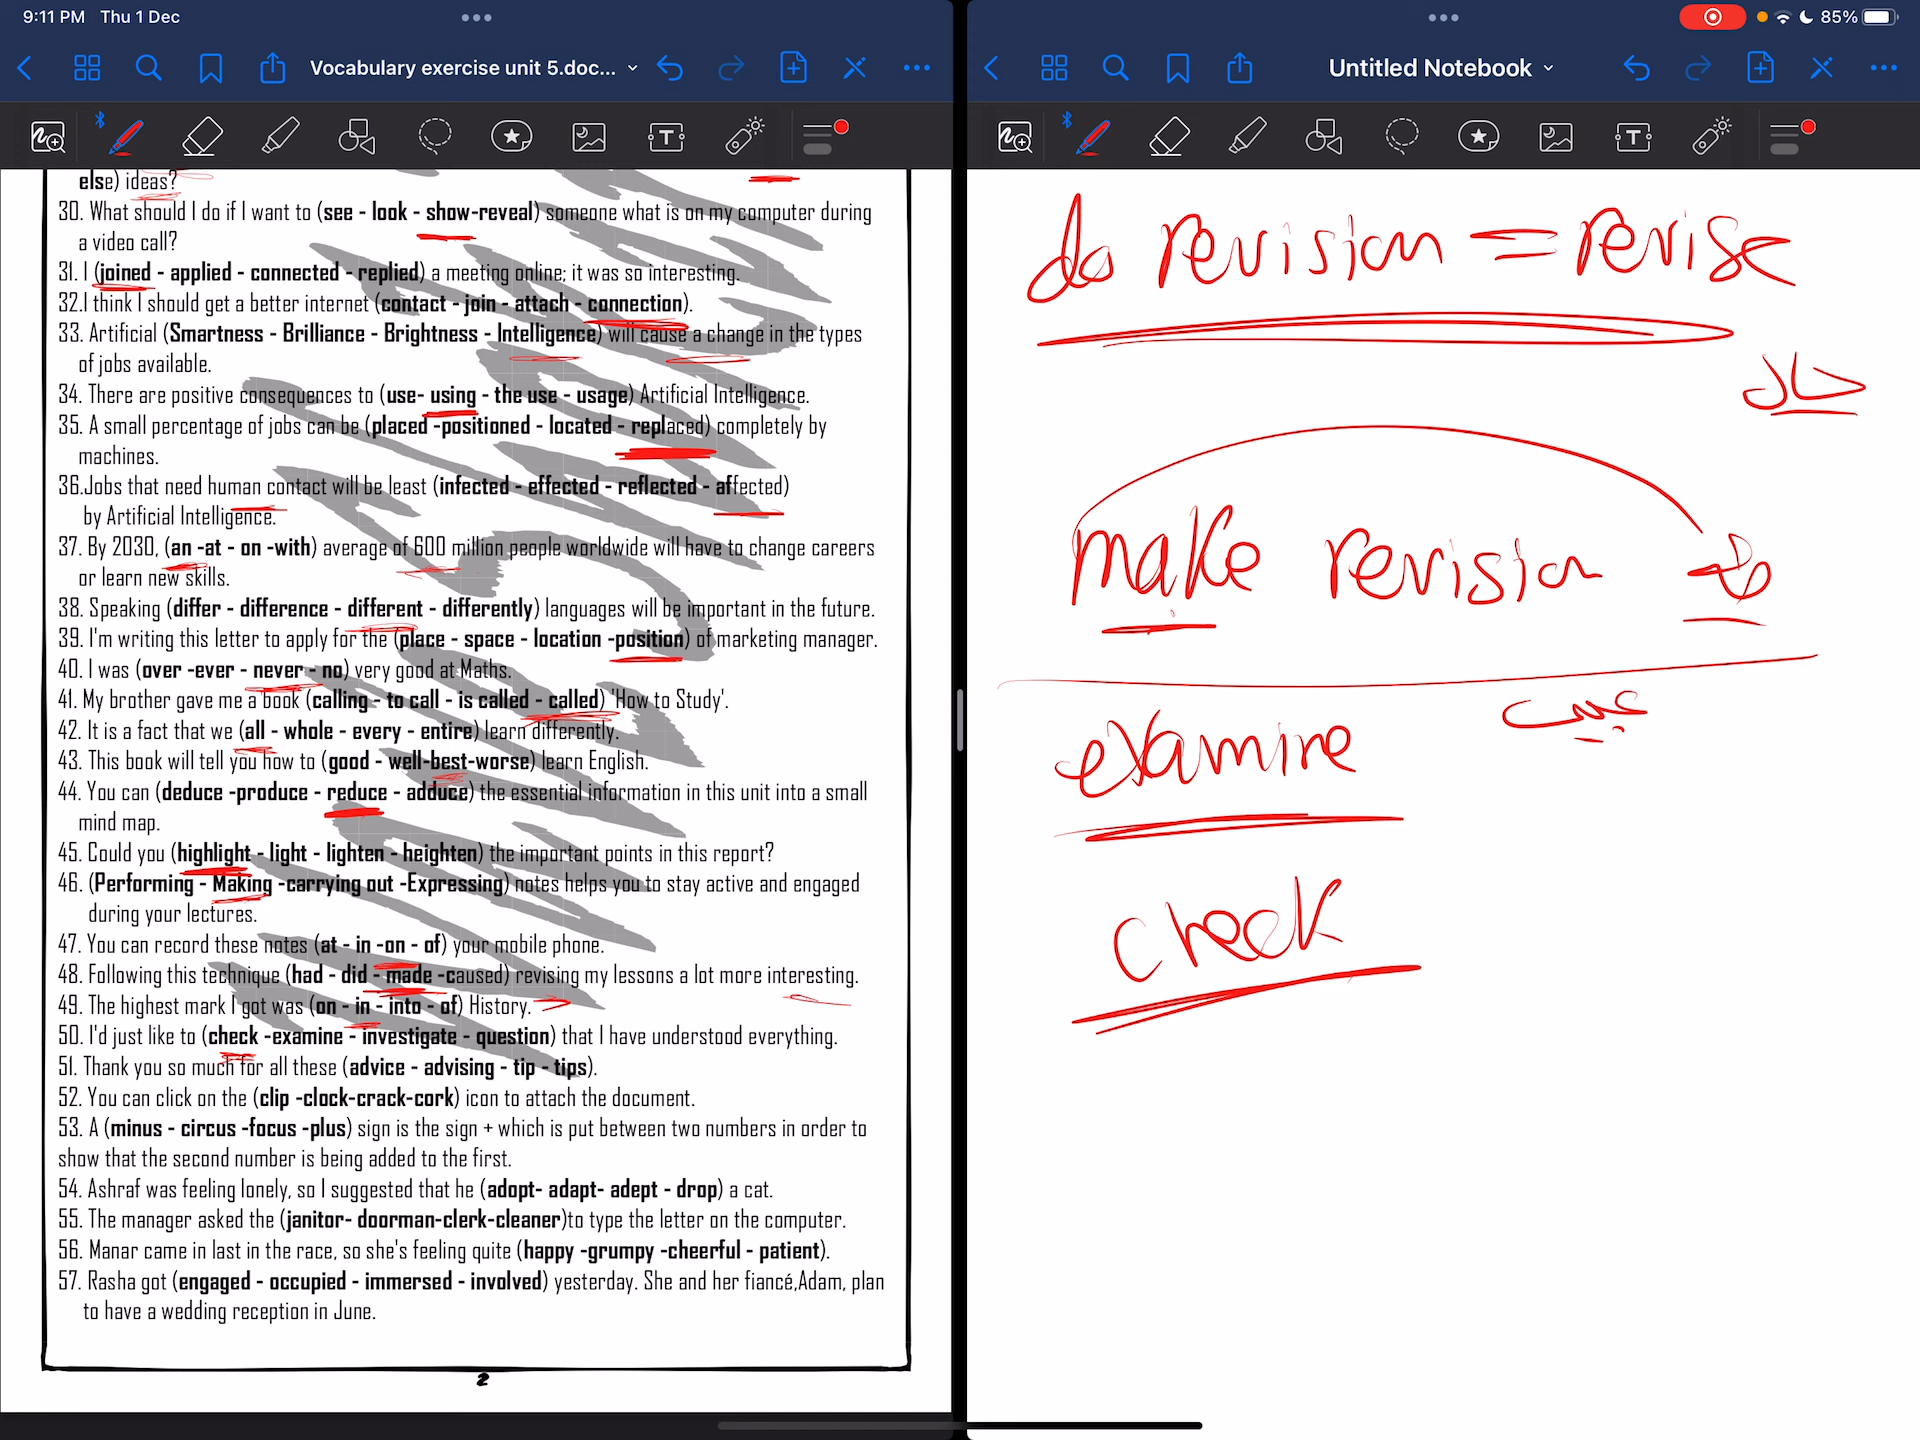 9:11 PM Thu 1 Dec
85%
Vocabulary exercise unit 5.doc...
Untitled Notebook
else) ideas?
30. What should I do if I want to (see - look - show-reveal) someone what is on my computer during
a video call?
31. I (joined - applied - connected - replied) a meeting online; it was so interesting.
32.I think I should get a better internet (contact - join - attach - connection).
33. Artificial (Smartness - Brilliance - Brightness - Intelligence) will cause a change in the types
of jobs available.
34. There are positive consequences to (use- using - the use - usage) Artificial Intelligence.
35. A small percentage of jobs can be (placed -positioned - located - replaced) completely by
machines.
36.Jobs that need human contact will be least (infected - effected - reflected - affected)
by Artificial Intelligence.
37. By 2030, (an -at - on -with) average of 600 million people worldwide will have to change careers
or learn new skills.
38. Speaking (differ - difference - different - differently) languages will be important in the future.
39. I'm writing this letter to apply for the (place - space - location -position) of marketing manager.
40. I was (over -ever - never - no) very good at Maths.
41. My brother gave me a book (calling - to call - is called - called) 'How to Study'.
42. It is a fact that we (all - whole - every - entire) learn differently.
43. This book will tell you how to (good - well-best-worse) learn English.
44. You can (deduce -produce - reduce - adduce) the essential information in this unit into a small
mind map.
45. Could you (highlight - light - lighten - heighten) the important points in this report?
46. (Performing - Making -carrying out -Expressing) notes helps you to stay active and engaged
during your lectures.
47. You can record these notes (at - in -on - of) your mobile phone.
48. Following this technique (had - did - made -caused) revising my lessons a lot more interesting.
49. The highest mark I got was (on - in - into - of) History.
50. I'd just like to (check -examine - investigate - question) that I have understood everything.
51. Thank you so much for all these (advice - advising - tip - tips).
52. You can click on the (clip -clock-crack-cork) icon to attach the document.
53. A (minus - circus -focus -plus) sign is the sign + which is put between two numbers in order to
show that the second number is being added to the first.
54. Ashraf was feeling lonely, so I suggested that he (adopt- adapt- adept - drop) a cat.
55. The manager asked the (janitor- doorman-clerk-cleaner)to type the letter on the computer.
56. Manar came in last in the race, so she's feeling quite (happy -grumpy -cheerful - patient).
57. Rasha got (engaged - occupied - immersed - involved) yesterday. She and her fiancé,Adam, plan
to have a wedding reception in June.
2
do revision = revise
make revision
examine
check